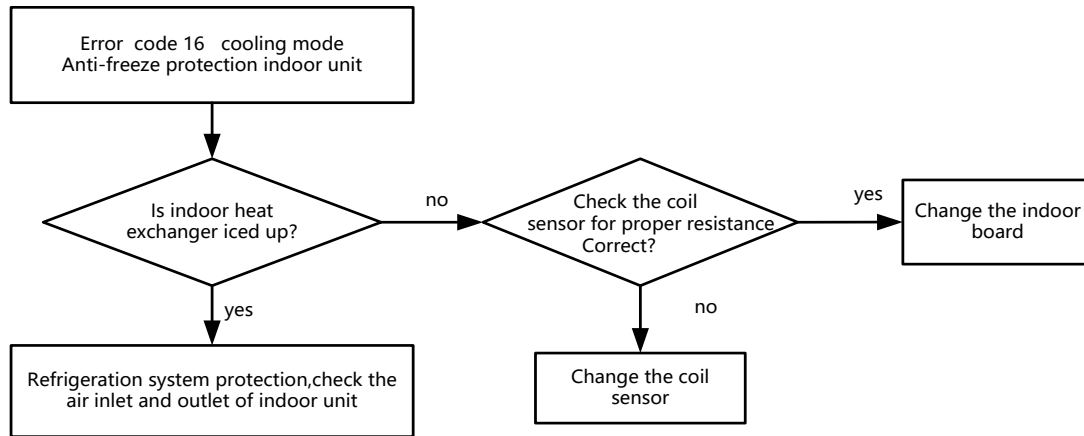 Error code 16 cooling mode
Anti-freeze protection indoor unit
Is indoor heat
exchanger iced up?
no
Check the coil
sensor for proper resistance
Correct?
yes
Change the indoor
board
yes
no
Refrigeration system protection,check the
air inlet and outlet of indoor unit
Change the coil
sensor